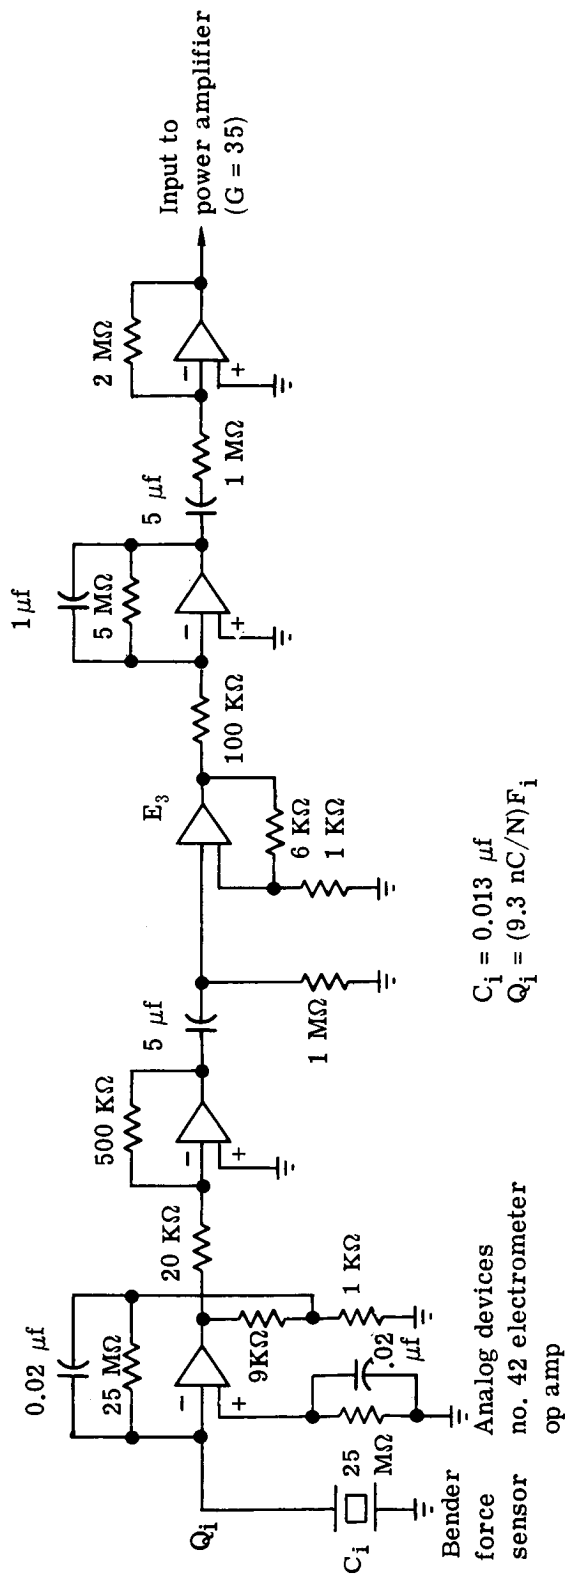 0.02 μf
25 MΩ
Qi
Ci
Bender
force
sensor
25
MΩ
.02
μf
−
+
9KΩ
1 KΩ
Analog devices
no. 42 electrometer
op amp
20 KΩ
500 KΩ
−
+
5 μf
1 MΩ
E3
6 KΩ
1 KΩ
100 KΩ
1μf
5 MΩ
−
+
5 μf
1 MΩ
2 MΩ
−
+
Input to
power amplifier
(G = 35)
Ci = 0.013 μf
Qi = (9.3 nC/N)Fi